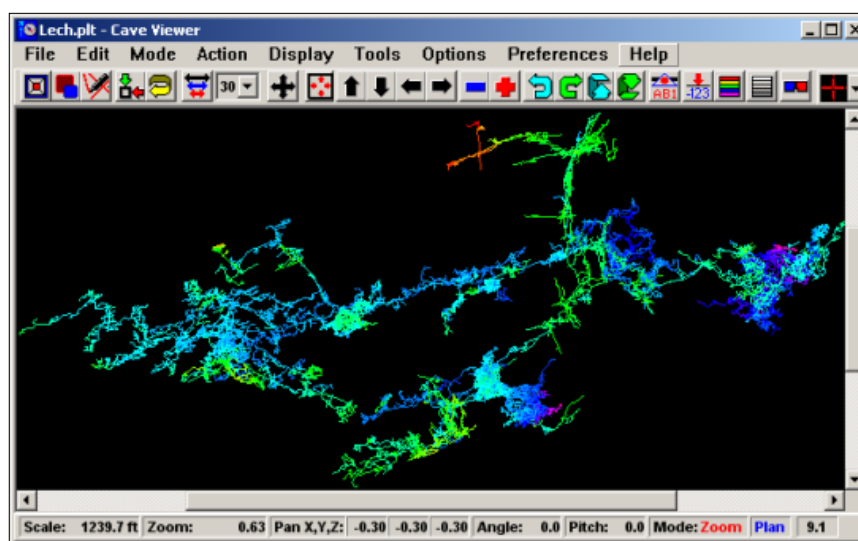 Lech.plt - Cave Viewer
File Edit Mode Action Display Tools Options Preferences Help
30 AB1 -123
Scale: 1239.7 ft Zoom: 0.63 Pan X,Y,Z: -0.30 -0.30 -0.30 Angle: 0.0 Pitch: 0.0 Mode: Zoom Plan 9.1